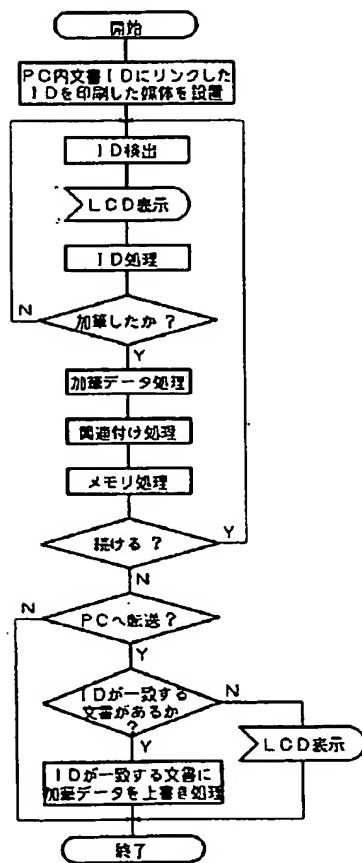 開始
PC内文書IDにリンクした
IDを印刷した媒体を設置
ID検出
LCD表示
ID処理
N
加筆したか?
Y
加筆データ処理
関連付け処理
メモリ処理
続ける?
Y
N
N
PCへ転送?
Y
IDが一致する
文書があるか
?
N
Y
LCD表示
IDが一致する文書に
加筆データを上書き処理
終了